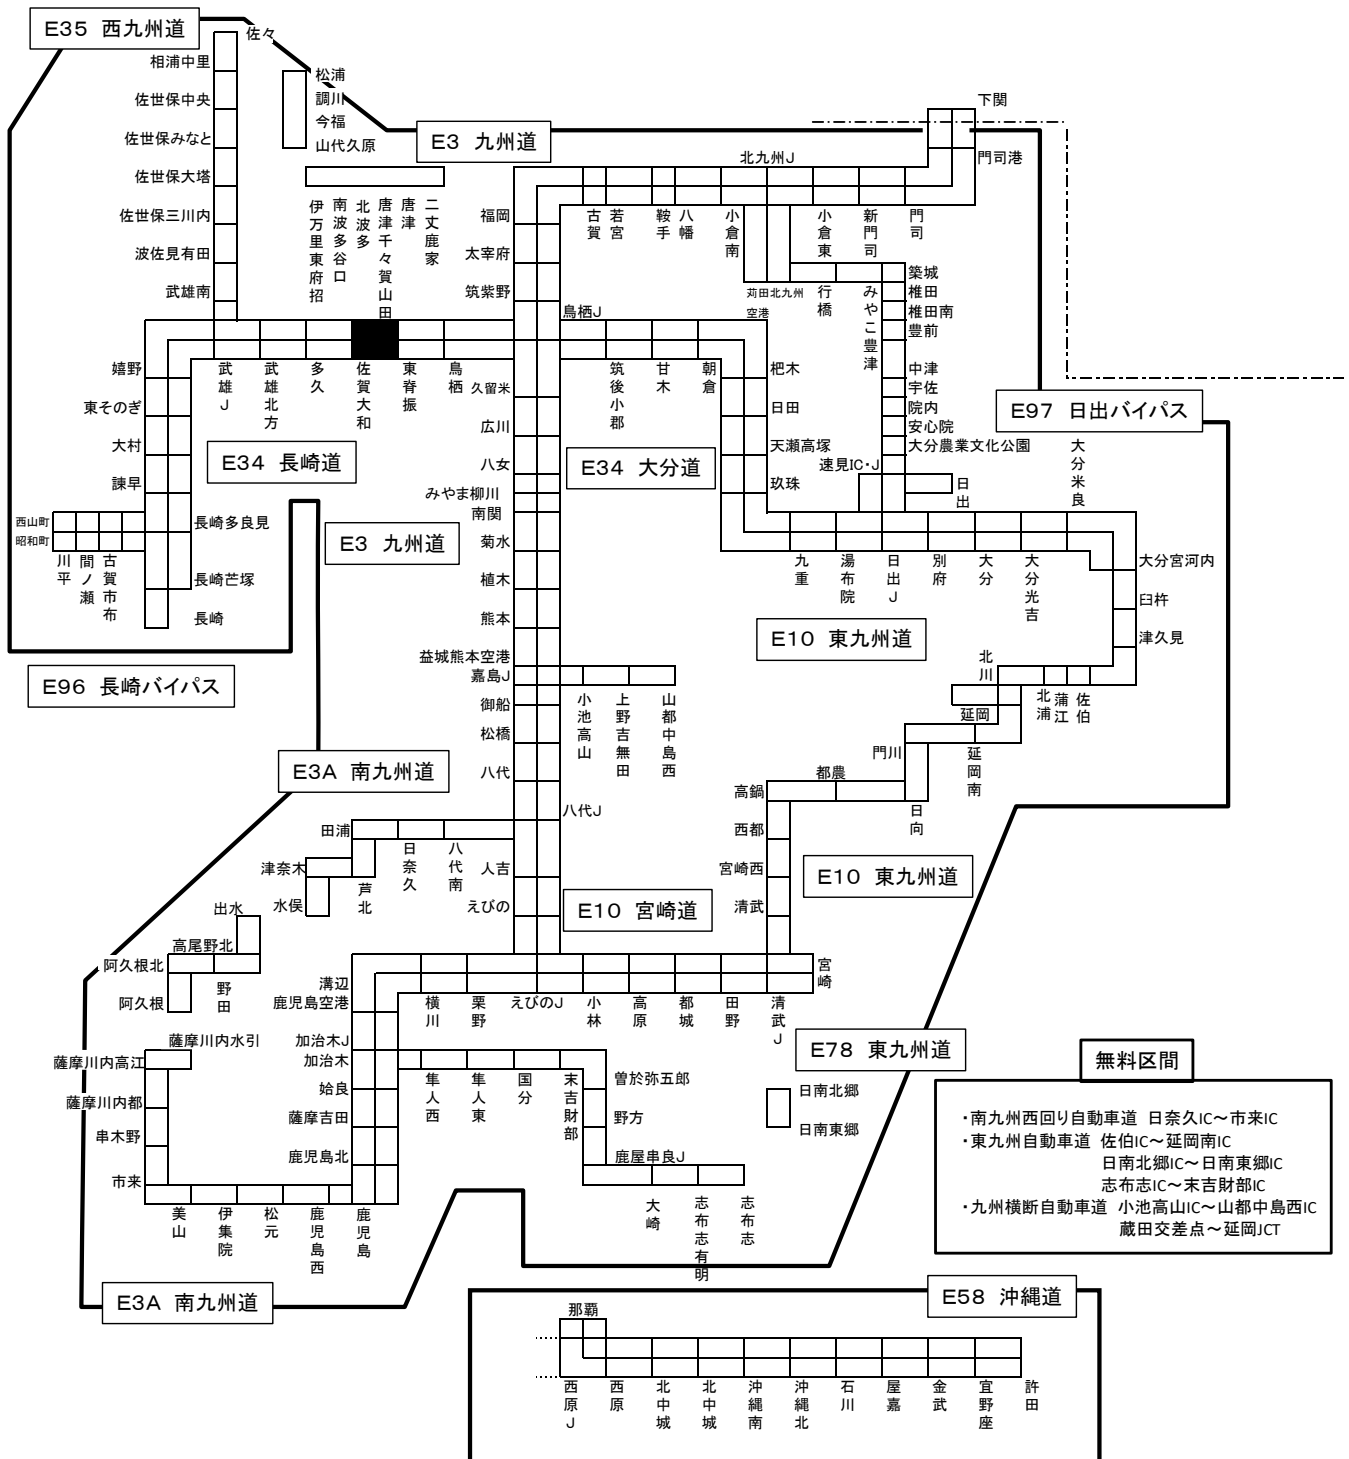 E35 西九州道
佐々
相浦中里
佐世保中央
佐世保みなと
佐世保大塔
佐世保三川内
波佐見有田
武雄南
松浦
調川
今福
山代久原
E3 九州道
伊万里東府招
南波多谷口
北波多
唐津千々賀山田
唐津
二丈鹿家
下関
門司港
北九州J
福岡
太宰府
筑紫野
古賀
若宮
鞍手
八幡
小倉南
小倉東
新門司
門司
苅田北九州
空港
行橋
みやこ豊津
築城
椎田
椎田南
豊前
中津
宇佐
院内
安心院
大分農業文化公園
速見IC・J
日出
E97 日出バイパス
大分米良
鳥栖J
嬉野
東そのぎ
大村
諫早
武雄J
武雄北方
多久
佐賀大和
東脊振
鳥栖
久留米
筑後小郡
甘木
朝倉
杷木
日田
天瀬高塚
玖珠
E34 長崎道
E34 大分道
広川
八女
みやま柳川
南関
菊水
植木
熊本
益城熊本空港
嘉島J
御船
松橋
八代
西山町
昭和町
川平
間ノ瀬
古賀市布
長崎多良見
長崎芒塚
長崎
E3 九州道
E96 長崎バイパス
九重
湯布院
日出J
別府
大分
大分光吉
大分宮河内
臼杵
津久見
E10 東九州道
北川
北浦
蒲江
佐伯
延岡
延岡南
門川
日向
都農
高鍋
西都
宮崎西
清武
小池高山
上野吉無田
山都中島西
E3A 南九州道
八代J
田浦
津奈木
水俣
芦北
日奈久
八代南
人吉
えびの
E10 宮崎道
E10 東九州道
出水
高尾野北
阿久根北
阿久根
野田
溝辺
鹿児島空港
加治木J
加治木
姶良
薩摩吉田
鹿児島北
横川
栗野
えびのJ
小林
高原
都城
田野
清武J
宮崎
薩摩川内水引
薩摩川内高江
薩摩川内都
串木野
市来
美山
伊集院
松元
鹿児島西
鹿児島
隼人西
隼人東
国分
末吉財部
曽於弥五郎
野方
鹿屋串良J
大崎
志布志有明
志布志
E78 東九州道
日南北郷
日南東郷
無料区間
・南九州西回り自動車道 日奈久IC～市来IC
・東九州自動車道 佐伯IC～延岡南IC
日南北郷IC～日南東郷IC
志布志IC～末吉財部IC
・九州横断自動車道 小池高山IC～山都中島西IC
蔵田交差点～延岡JCT
E3A 南九州道
E58 沖縄道
那覇
西原J
西原
北中城
北中城
沖縄南
沖縄北
石川
屋嘉
金武
宜野座
許田